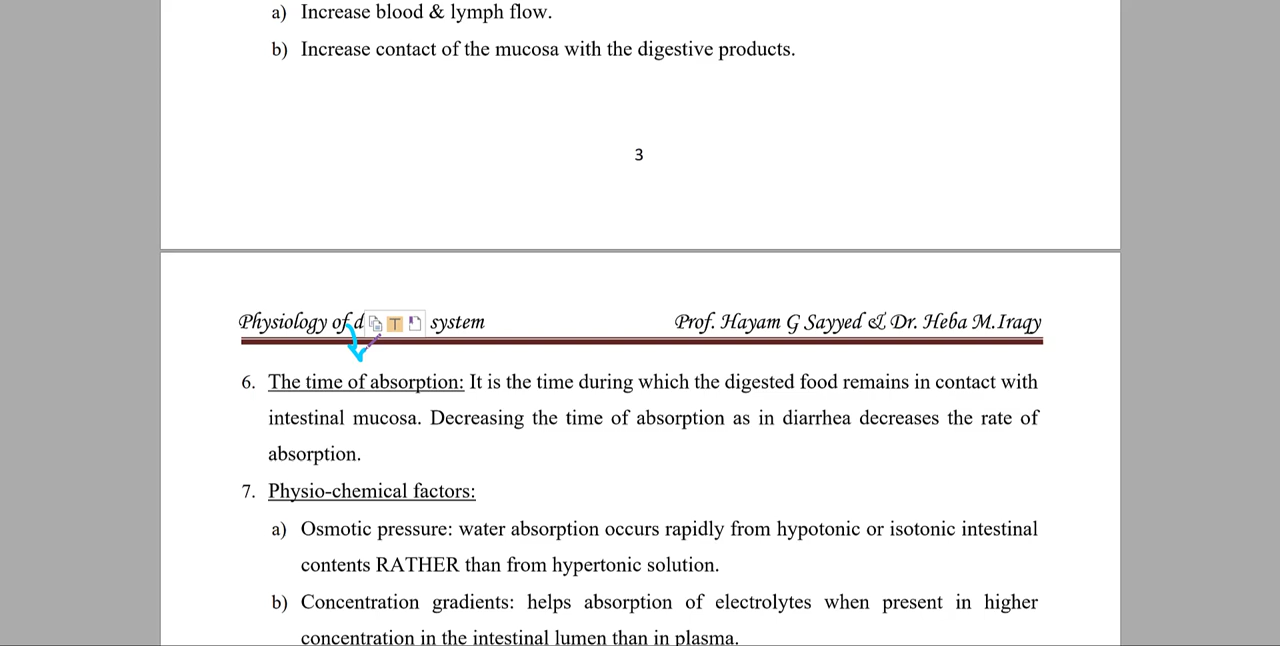 a) Increase blood & lymph flow.
b) Increase contact of the mucosa with the digestive products.
3
Physiology of d system Prof. Hayam G Sayyed & Dr. Heba M.Iraqy
6. The time of absorption: It is the time during which the digested food remains in contact with
intestinal mucosa. Decreasing the time of absorption as in diarrhea decreases the rate of
absorption.
7. Physio-chemical factors:
a) Osmotic pressure: water absorption occurs rapidly from hypotonic or isotonic intestinal
contents RATHER than from hypertonic solution.
b) Concentration gradients: helps absorption of electrolytes when present in higher
concentration in the intestinal lumen than in plasma.